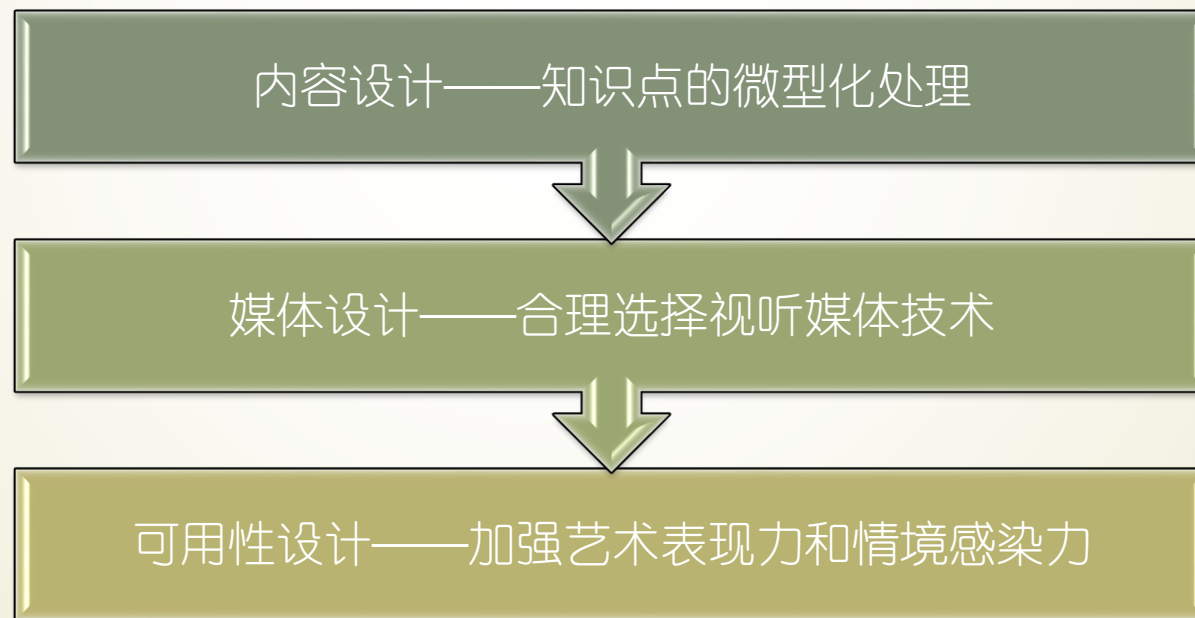 内容设计——知识点的微型化处理
媒体设计——合理选择视听媒体技术
可用性设计——加强艺术表现力和情境感染力